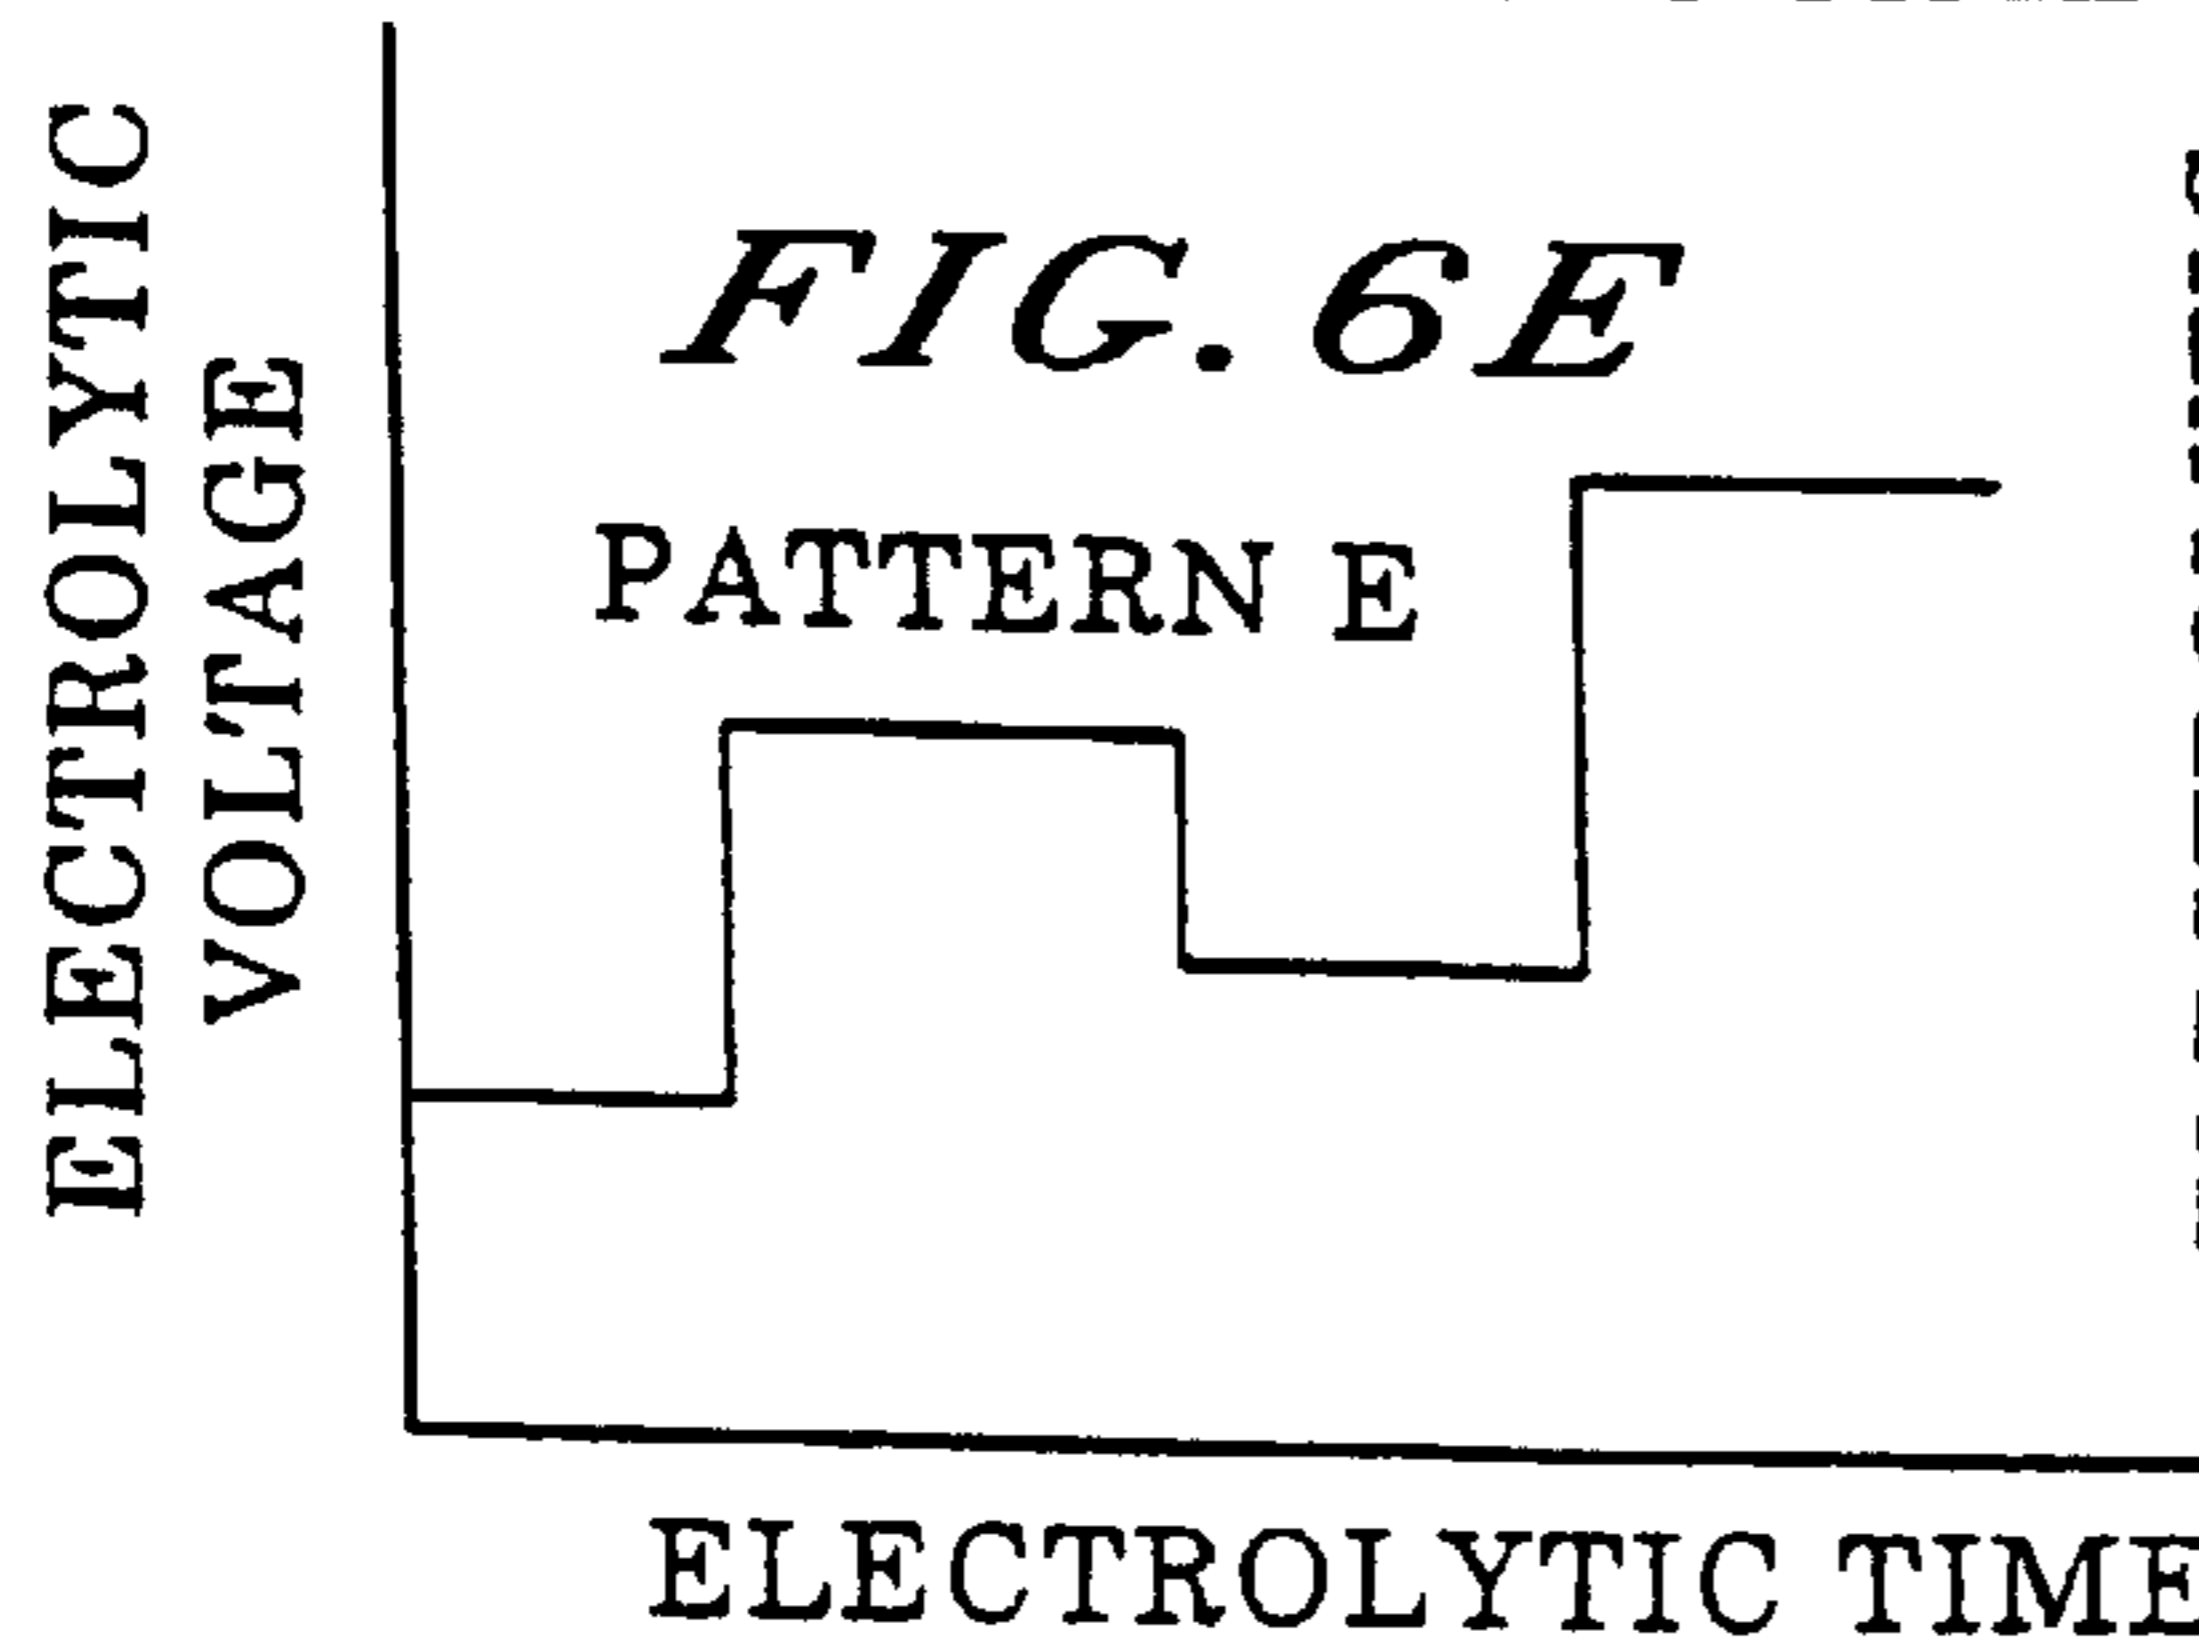 ELECTROLYTIC
VOLTAGE
FIG. 6E
PATTERN E
ELECTROLYTIC TIME